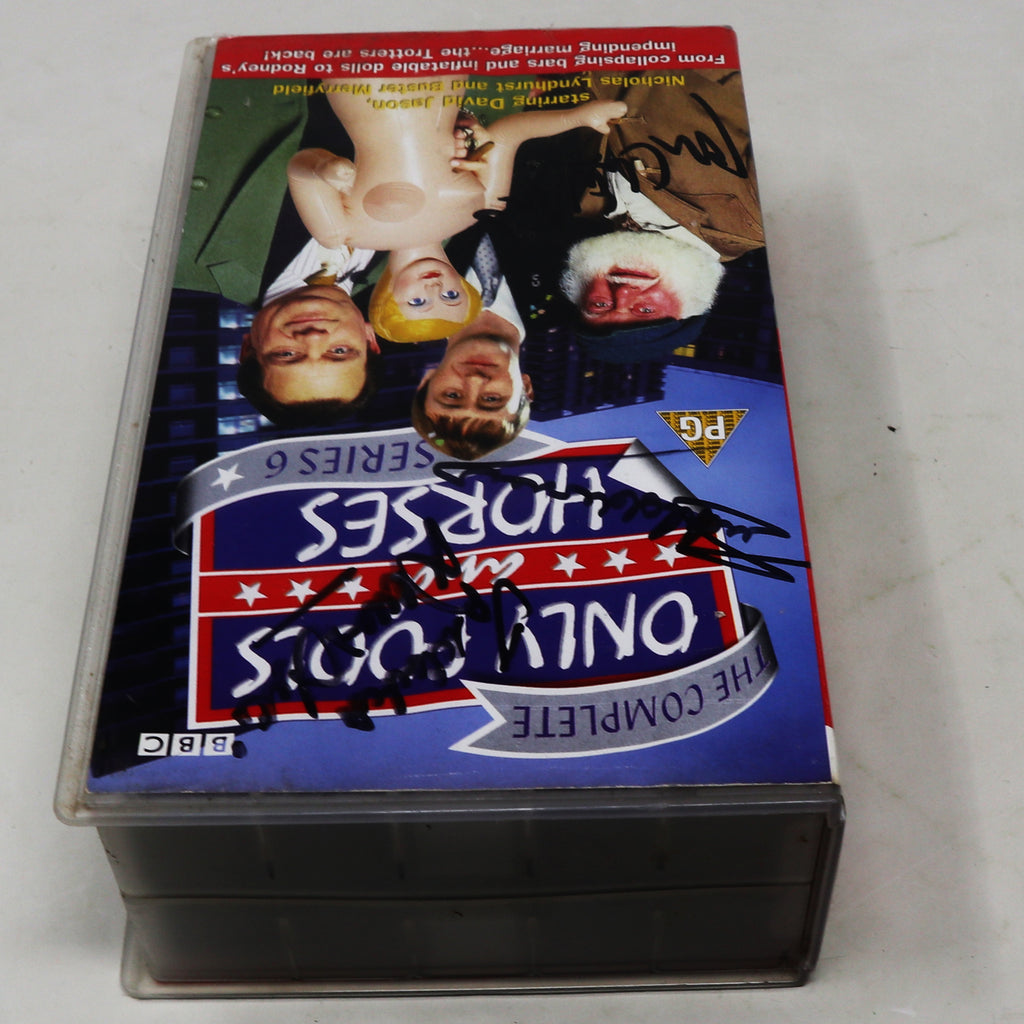 BBC
THE COMPLETE
ONLY FOOLS
and
HORSES
SERIES 6
PG
starring David Jason,
Nicholas Lyndhurst and Buster Merryfield
From collapsing bars and inflatable dolls to Rodney's
impending marriage...the Trotters are back!